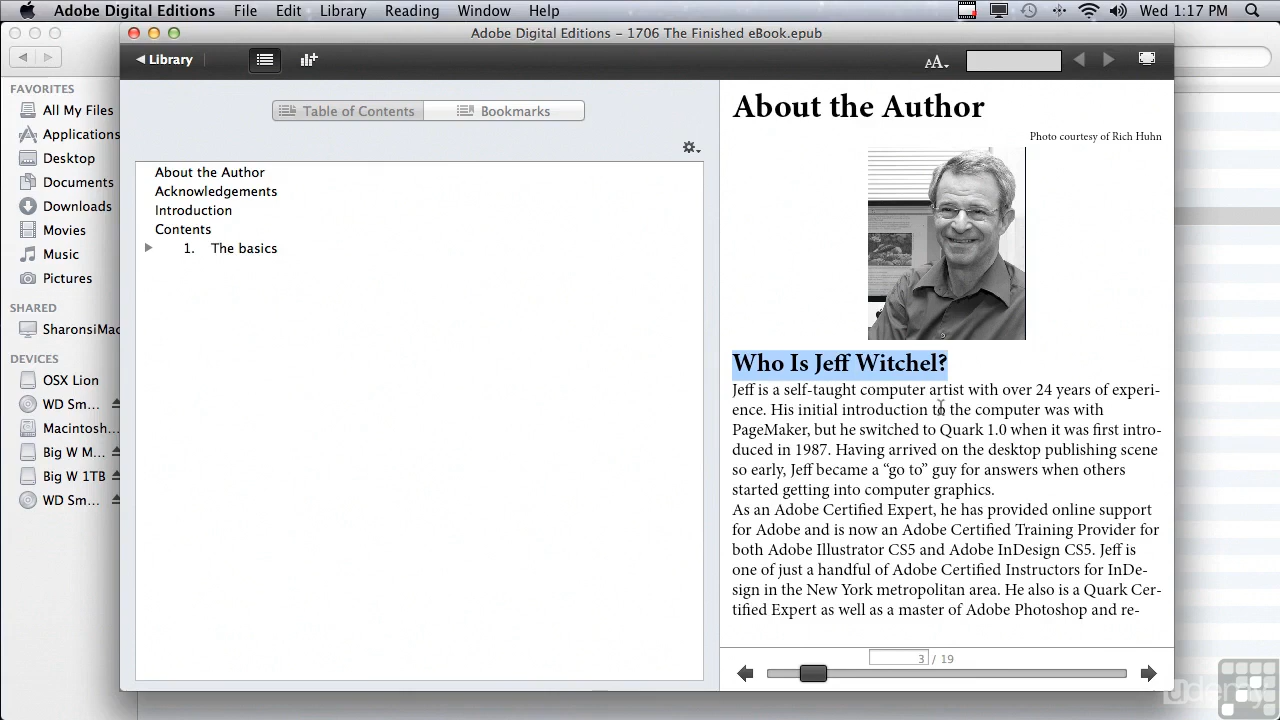 Adobe Digital Editions File Edit Library Reading Window Help Wed 1:17 PM
Adobe Digital Editions – 1706 The Finished eBook.epub
Library
AA
FAVORITES
All My Files
Applications
Desktop
Documents
Downloads
Movies
Music
Pictures
SHARED
SharonsiMac
DEVICES
OSX Lion
WD Sm...
Macintosh...
Big W M...
Big W 1TB
WD Sm...
Table of Contents Bookmarks
About the Author
Acknowledgements
Introduction
Contents
1. The basics
About the Author
Photo courtesy of Rich Huhn
Who Is Jeff Witchel?
Jeff is a self-taught computer artist with over 24 years of experi-
ence. His initial introduction to the computer was with
PageMaker, but he switched to Quark 1.0 when it was first intro-
duced in 1987. Having arrived on the desktop publishing scene
so early, Jeff became a “go to” guy for answers when others
started getting into computer graphics.
As an Adobe Certified Expert, he has provided online support
for Adobe and is now an Adobe Certified Training Provider for
both Adobe Illustrator CS5 and Adobe InDesign CS5. Jeff is
one of just a handful of Adobe Certified Instructors for InDe-
sign in the New York metropolitan area. He also is a Quark Cer-
tified Expert as well as a master of Adobe Photoshop and re-
3 / 19
udemy